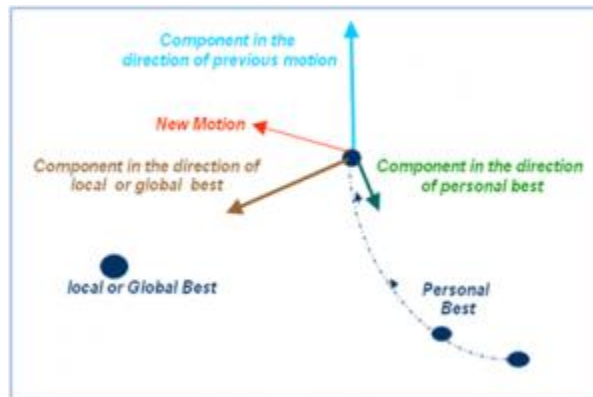 Component in the
direction of previous motion
New Motion
Component in the direction of
local or global best
Component in the direction
of personal best
local or Global Best
Personal
Best